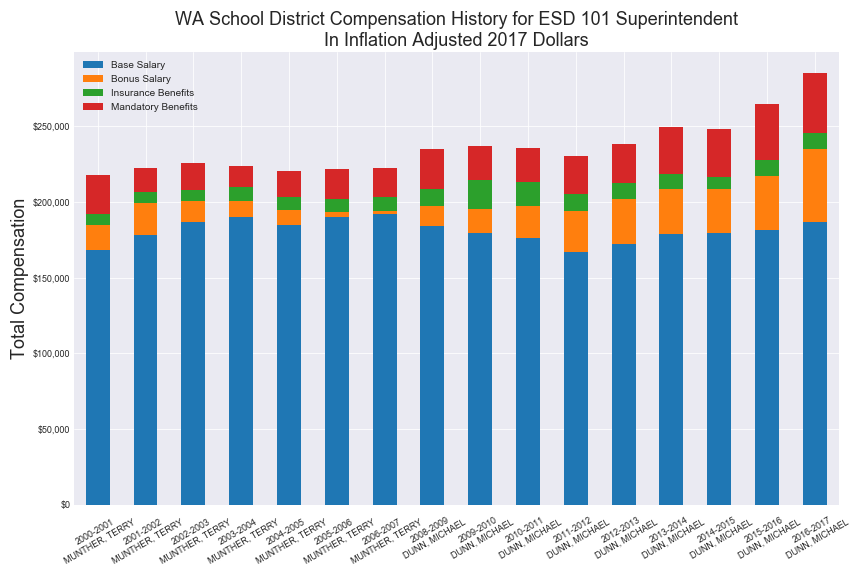 WA School District Compensation History for ESD 101 Superintendent
In Inflation Adjusted 2017 Dollars
Base Salary
Bonus Salary
Insurance Benefits
Mandatory Benefits
Total Compensation
$250,000
$200,000
$150,000
$100,000
$50,000
$0
2000-2001
MUNTHER, TERRY
2001-2002
MUNTHER, TERRY
2002-2003
MUNTHER, TERRY
2003-2004
MUNTHER, TERRY
2004-2005
MUNTHER, TERRY
2005-2006
MUNTHER, TERRY
2006-2007
MUNTHER, TERRY
2008-2009
DUNN, MICHAEL
2009-2010
DUNN, MICHAEL
2010-2011
DUNN, MICHAEL
2011-2012
DUNN, MICHAEL
2012-2013
DUNN, MICHAEL
2013-2014
DUNN, MICHAEL
2014-2015
DUNN, MICHAEL
2015-2016
DUNN, MICHAEL
2016-2017
DUNN, MICHAEL